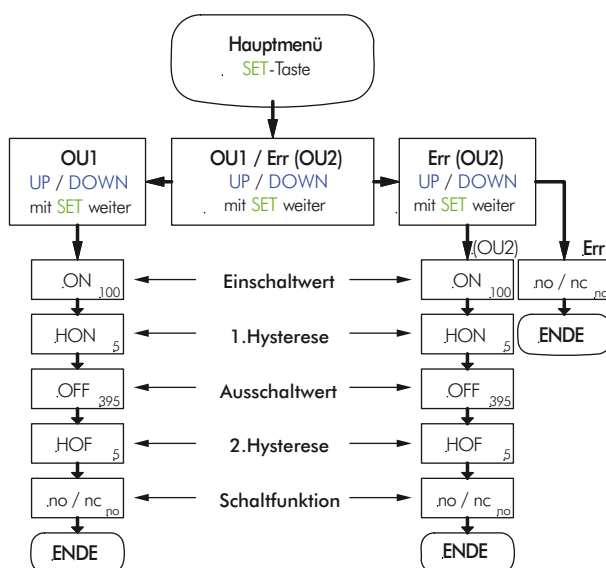 Hauptmenü
SET-Taste
OU1
UP / DOWN
mit SET weiter
OU1 / Err (OU2)
UP / DOWN
mit SET weiter
Err (OU2)
UP / DOWN
mit SET weiter
(OU2)
Err
ON
100
Einschaltwert
ON
100
no / nc
no
HON
5
1.Hysterese
HON
5
ENDE
OFF
395
Ausschaltwert
OFF
395
HOF
5
2.Hysterese
HOF
5
no / nc
no
Schaltfunktion
no / nc
no
ENDE
ENDE